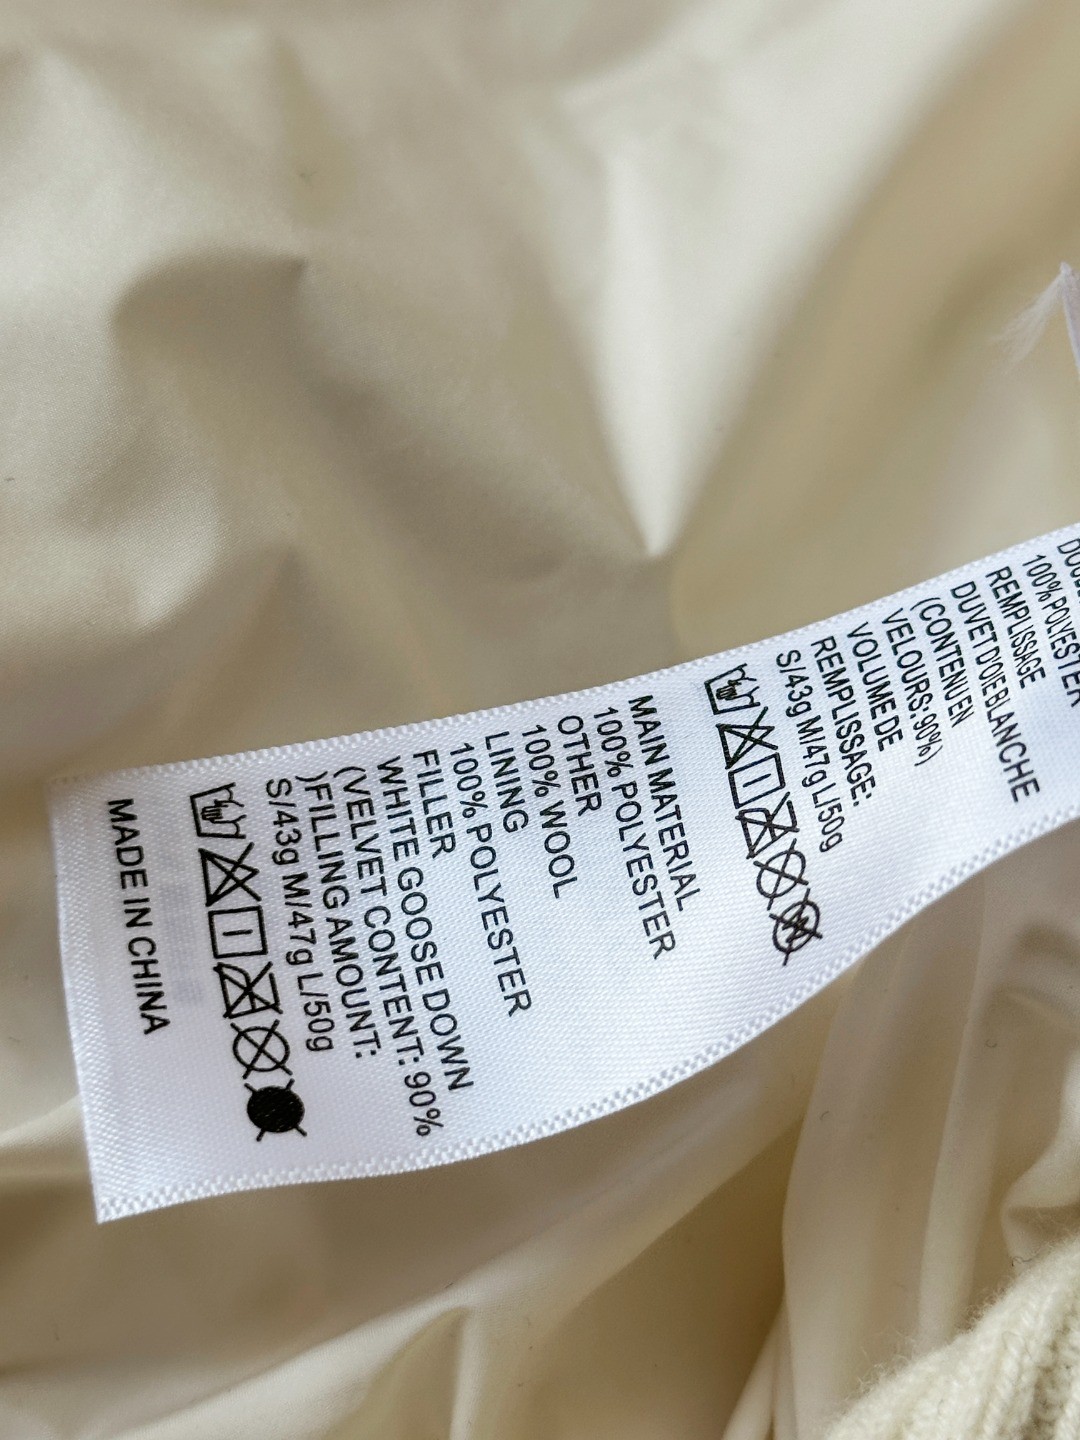 100% POLYESTER
REMPLISSAGE
DUVET D'OIE BLANCHE
(CONTENU EN
VELOURS: 90%)
VOLUME DE
REMPLISSAGE:
S/43g M/47g L/50g
MAIN MATERIAL
100% POLYESTER
OTHER
100% WOOL
LINING
100% POLYESTER
FILLER
WHITE GOOSE DOWN
(VELVET CONTENT: 90%
)FILLING AMOUNT:
S/43g M/47g L/50g
MADE IN CHINA